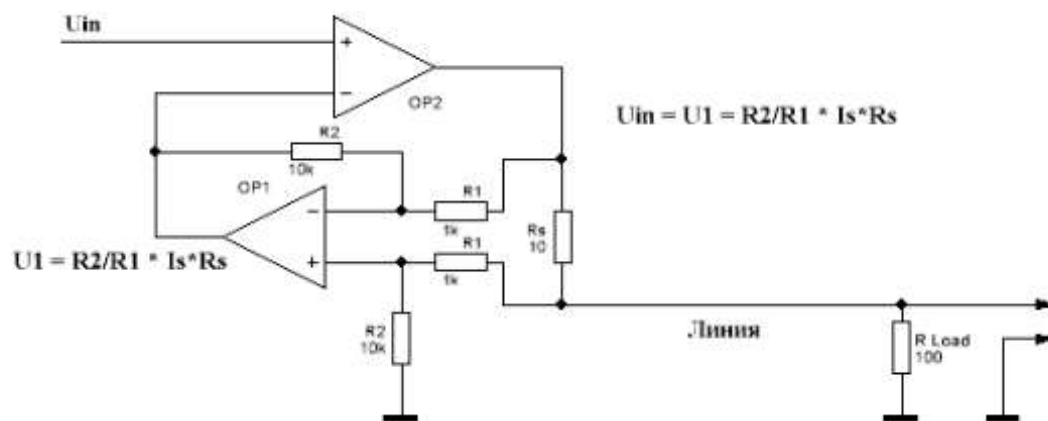 Uin
+
−
OP2
Uin = U1 = R2/R1 * Is*Rs
R2
10k
OP1
R1
1k
−
+
R1
1k
Rs
10
U1 = R2/R1 * Is*Rs
R2
10k
Линия
R Load
100